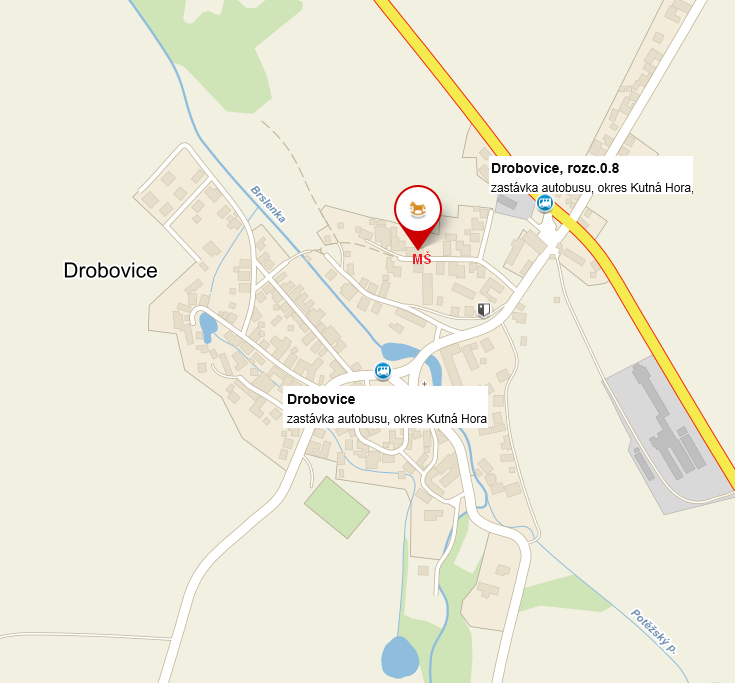 Drobovice, rozc.0.8
zastávka autobusu, okres Kutná Hora,
Brslenka
MŠ
Drobovice
Drobovice
zastávka autobusu, okres Kutná Hora
Potěžský p.